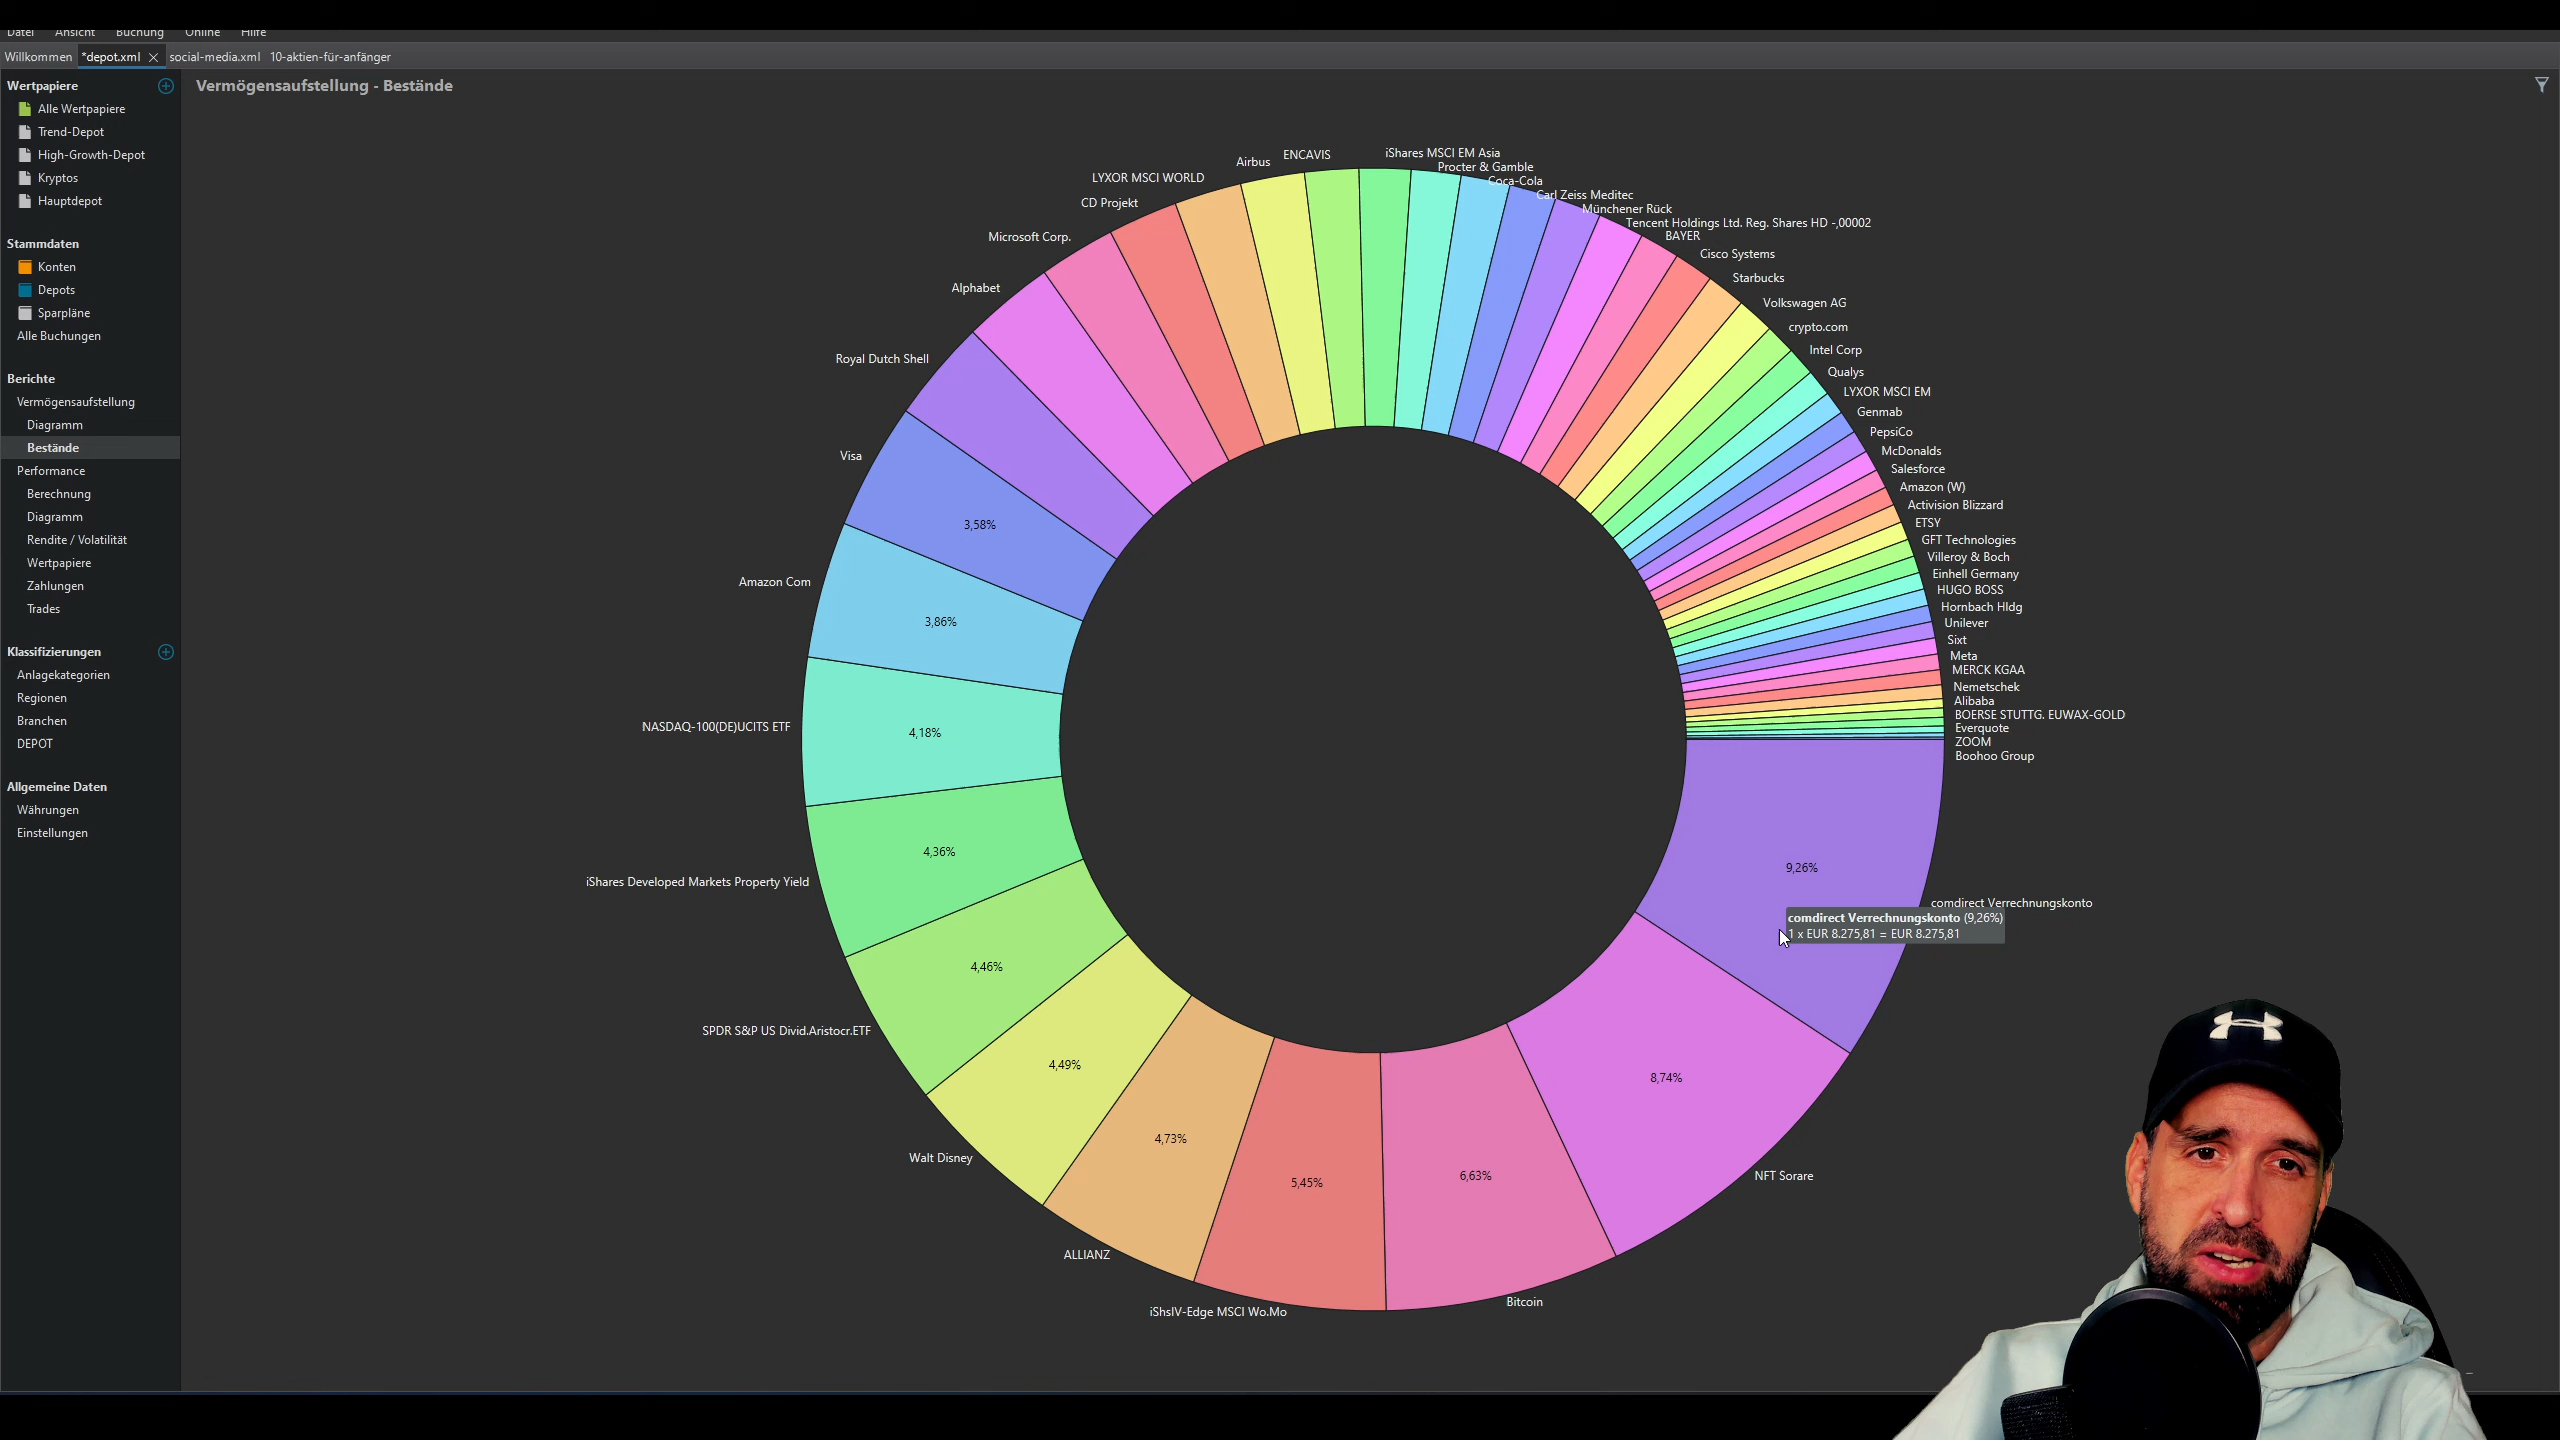 Datei Ansicht Buchung Online Hilfe
Willkommen *depot.xml social-media.xml 10-aktien-für-anfänger
Wertpapiere
Alle Wertpapiere
Trend-Depot
High-Growth-Depot
Kryptos
Hauptdepot
Stammdaten
Konten
Depots
Sparpläne
Alle Buchungen
Berichte
Vermögensaufstellung
Diagramm
Bestände
Performance
Berechnung
Diagramm
Rendite / Volatilität
Wertpapiere
Zahlungen
Trades
Klassifizierungen
Anlagekategorien
Regionen
Branchen
DEPOT
Allgemeine Daten
Währungen
Einstellungen
Vermögensaufstellung - Bestände
iShares MSCI EM Asia
Procter & Gamble
Coca-Cola
Carl Zeiss Meditec
Münchener Rück
Tencent Holdings Ltd. Reg. Shares HD -,00002
BAYER
Cisco Systems
Starbucks
Volkswagen AG
crypto.com
Intel Corp
Qualys
LYXOR MSCI EM
Genmab
PepsiCo
McDonalds
Salesforce
Amazon (W)
Activision Blizzard
ETSY
GFT Technologies
Villeroy & Boch
Einhell Germany
HUGO BOSS
Hornbach Hldg
Unilever
Sixt
Meta
MERCK KGAA
Nemetschek
Alibaba
BOERSE STUTTG. EUWAX-GOLD
Everquote
ZOOM
Boohoo Group
9,26%
comdirect Verrechnungskonto
comdirect Verrechnungskonto (9,26%)
1 x EUR 8.275,81 = EUR 8.275,81
8,74%
NFT Sorare
6,63%
Bitcoin
5,45%
iShsIV-Edge MSCI Wo.Mo
4,73%
ALLIANZ
4,49%
Walt Disney
4,46%
SPDR S&P US Divid.Aristocr.ETF
4,36%
iShares Developed Markets Property Yield
4,18%
NASDAQ-100(DE)UCITS ETF
3,86%
Amazon Com
3,58%
Visa
Royal Dutch Shell
Alphabet
Microsoft Corp.
CD Projekt
LYXOR MSCI WORLD
Airbus
ENCAVIS